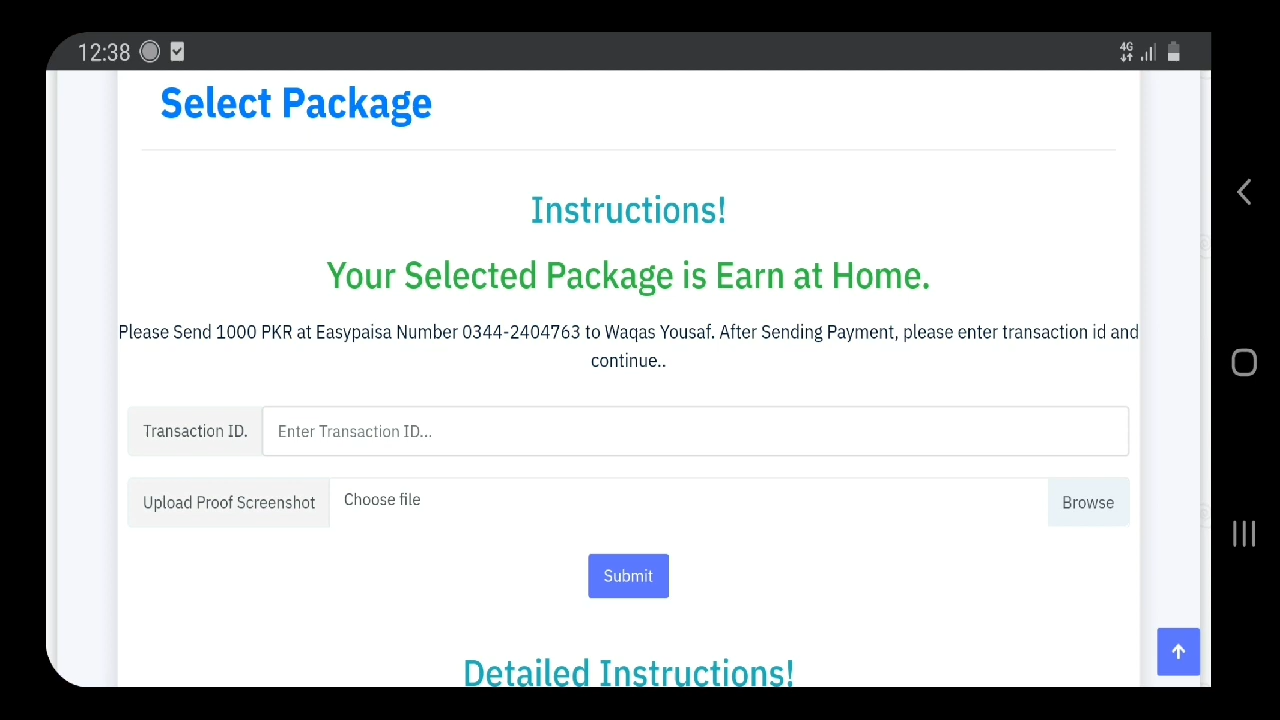 12:38
4G
Select Package
Instructions!
Your Selected Package is Earn at Home.
Please Send 1000 PKR at Easypaisa Number 0344-2404763 to Waqas Yousaf. After Sending Payment, please enter transaction id and
continue..
Transaction ID. Enter Transaction ID...
Upload Proof Screenshot Choose file Browse
Submit
Detailed Instructions!